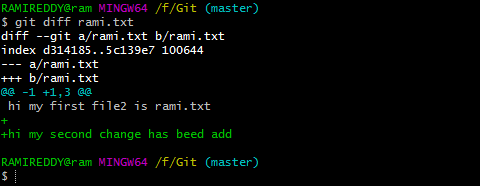 RAMIREDDY@ram MINGW64 /f/Git (master)
$ git diff rami.txt
diff --git a/rami.txt b/rami.txt
index d314185..5c139e7 100644
--- a/rami.txt
+++ b/rami.txt
@@ -1 +1,3 @@
 hi my first file2 is rami.txt
+
+hi my second change has beed add

RAMIREDDY@ram MINGW64 /f/Git (master)
$